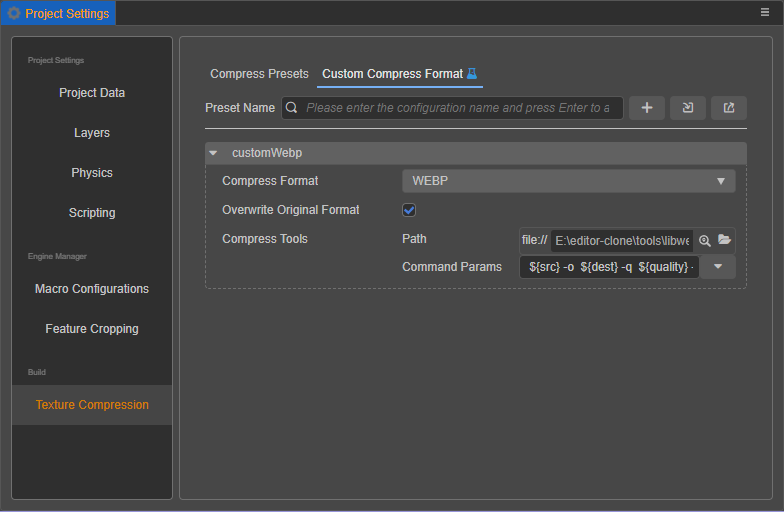 Project Settings
Project Settings
Project Data
Layers
Physics
Scripting
Engine Manager
Macro Configurations
Feature Cropping
Build
Texture Compression
Compress Presets
Custom Compress Format
Preset Name
Please enter the configuration name and press Enter to a
customWebp
Compress Format
WEBP
Overwrite Original Format
Compress Tools
Path
file://
E:\editor-clone\tools\libwe
Command Params
${src} -o ${dest} -q ${quality} -